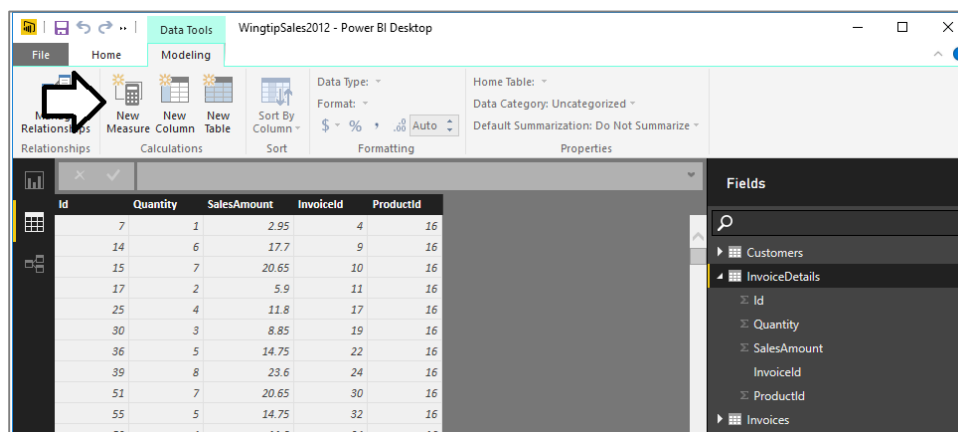 Data Tools
WingtipSales2012 - Power BI Desktop
File Home Modeling
Relationships
New Measure
New Column
New Table
Sort By Column
Data Type:
Format:
$ % , .00 Auto
Home Table:
Data Category: Uncategorized
Default Summarization: Do Not Summarize
Relationships Calculations Sort Formatting Properties
Id Quantity SalesAmount InvoiceId ProductId
7 1 2.95 4 16
14 6 17.7 9 16
15 7 20.65 10 16
17 2 5.9 11 16
25 4 11.8 17 16
30 3 8.85 19 16
36 5 14.75 22 16
39 8 23.6 24 16
51 7 20.65 30 16
55 5 14.75 32 16
Fields
Customers
InvoiceDetails
Σ Id
Σ Quantity
Σ SalesAmount
InvoiceId
Σ ProductId
Invoices